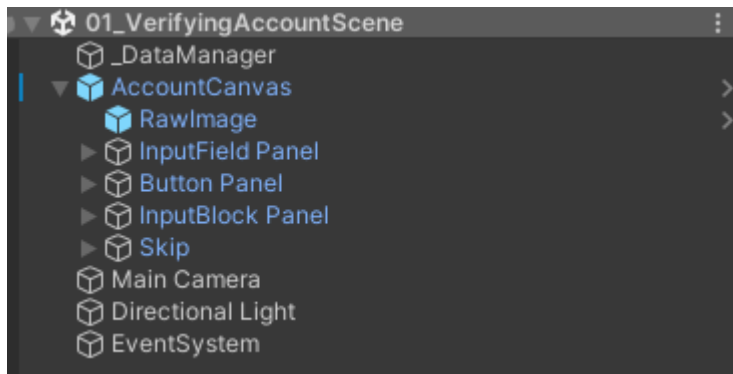 01_VerifyingAccountScene
_DataManager
AccountCanvas
RawImage
InputField Panel
Button Panel
InputBlock Panel
Skip
Main Camera
Directional Light
EventSystem